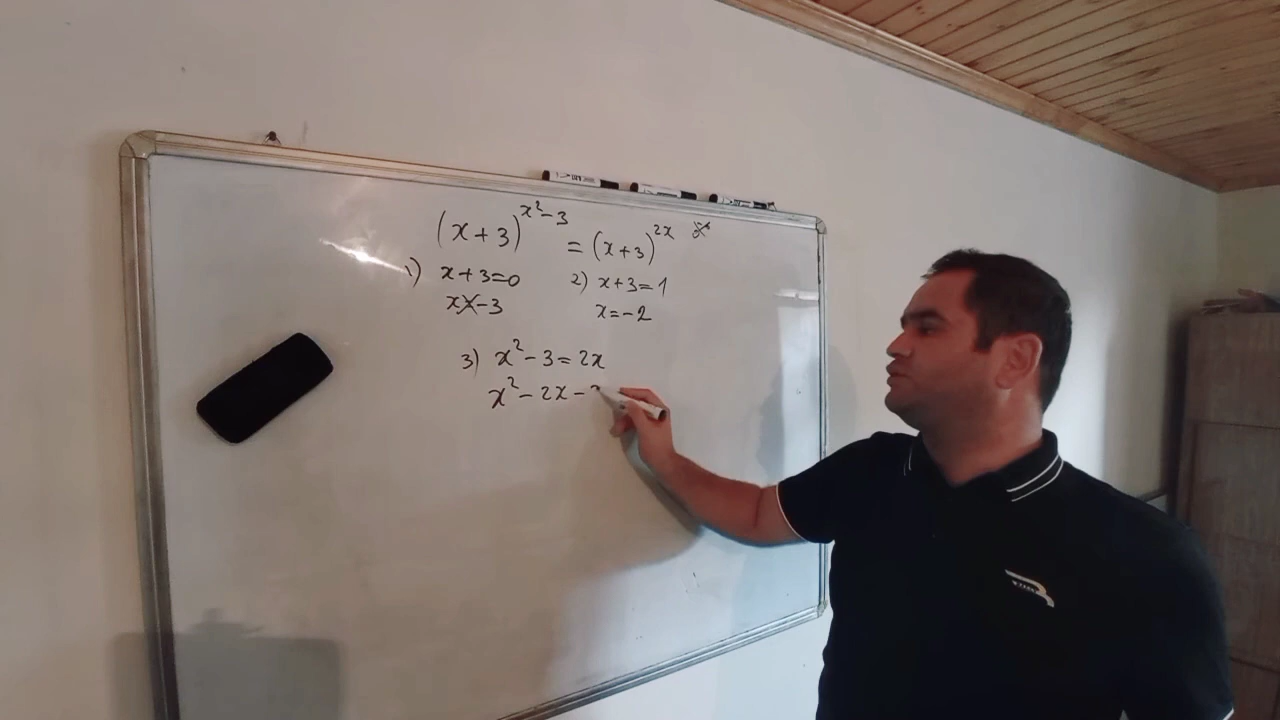 (x+3)^{x²-3} = (x+3)^{2x}
1) x+3=0 2) x+3=1
x=-3 x=-2
3) x²-3=2x
x²-2x-